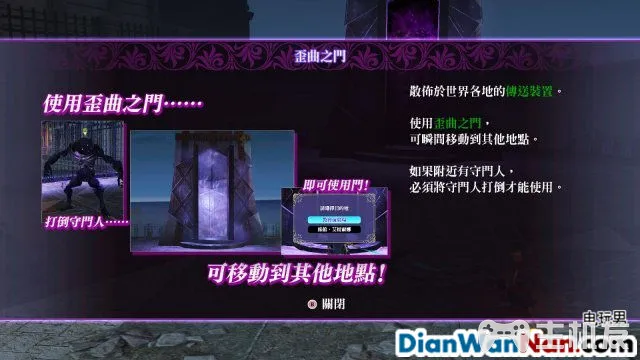 歪曲之門
使用歪曲之門……
打倒守門人……
即可使用門!
可移動到其他地點!
散佈於世界各地的傳送裝置。
使用歪曲之門，
可瞬間移動到其他地點。
如果附近有守門人，
必須將守門人打倒才能使用。
關閉
电玩男
DianWanNan.com